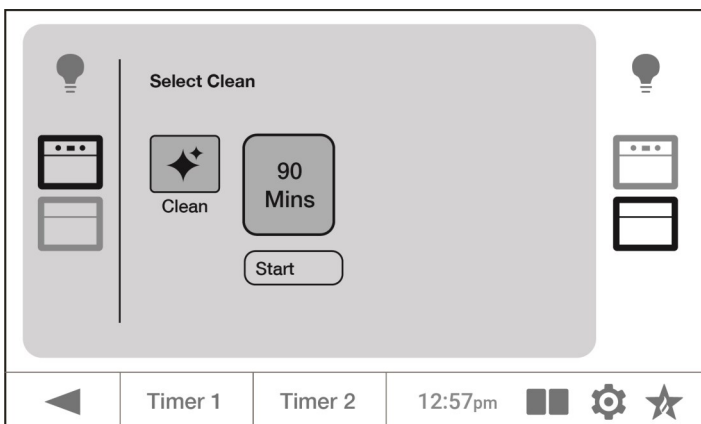 Select Clean
90
Mins
Clean
Start
Timer 1
Timer 2
12:57pm